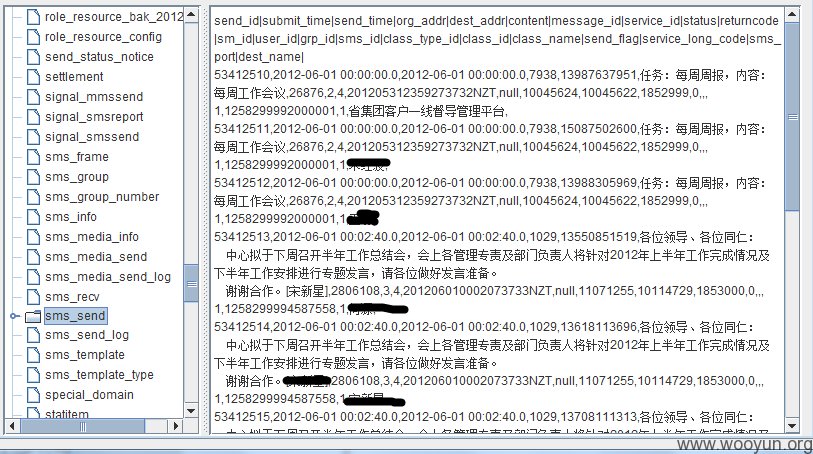 role_resource_bak_2012
role_resource_config
send_status_notice
settlement
signal_mmssend
signal_smsreport
signal_smssend
sms_frame
sms_group
sms_group_number
sms_info
sms_media_info
sms_media_send
sms_media_send_log
sms_recv
sms_send
sms_send_log
sms_template
sms_template_type
special_domain
statitem
send_id|submit_time|send_time|org_addr|dest_addr|content|message_id|service_id|status|returncode
|sm_id|user_id|grp_id|sms_id|class_type_id|class_id|class_name|send_flag|service_long_code|sms_
port|dest_name|
53412510,2012-06-01 00:00:00.0,2012-06-01 00:00:00.0,7938,13987637951,任务：每周周报，内容：
每周工作会议,26876,2,4,2012053123592737​32NZT,null,10045624,10045622,1852999,0,,,
1,1258299992000001,1,省集团客户一线督导管理平台,
53412511,2012-06-01 00:00:00.0,2012-06-01 00:00:00.0,7938,15087502600,任务：每周周报，内容：
每周工作会议,26876,2,4,201205312359273732NZT,null,10045624,10045622,1852999,0,,,
1,1258299992000001,1,
53412512,2012-06-01 00:00:00.0,2012-06-01 00:00:00.0,7938,13988305969,任务：每周周报，内容：
每周工作会议,26876,2,4,201205312359273732NZT,null,10045624,10045622,1852999,0,,,
1,1258299992000001,1,
53412513,2012-06-01 00:02:40.0,2012-06-01 00:02:40.0,1029,13550851519,各位领导、各位同仁：
中心拟于下周召开半年工作总结会，会上各管理专责及部门负责人将针对2012年上半年工作完成情况及
下半年工作安排进行专题发言，请各位做好发言准备。
谢谢合作。[宋新星],2806108,3,4,201206010002073733NZT,null,11071255,10114729,1853000,0,,,
1,1258299994587558,1,
53412514,2012-06-01 00:02:40.0,2012-06-01 00:02:40.0,1029,13618113696,各位领导、各位同仁：
中心拟于下周召开半年工作总结会，会上各管理专责及部门负责人将针对2012年上半年工作完成情况及
下半年工作安排进行专题发言，请各位做好发言准备。
谢谢合作。,2806108,3,4,201206010002073733NZT,null,11071255,10114729,1853000,0,,,
1,1258299994587558,1,
53412515,2012-06-01 00:02:40.0,2012-06-01 00:02:40.0,1029,13708111313,各位领导、各位同仁：
www.wooyun.org